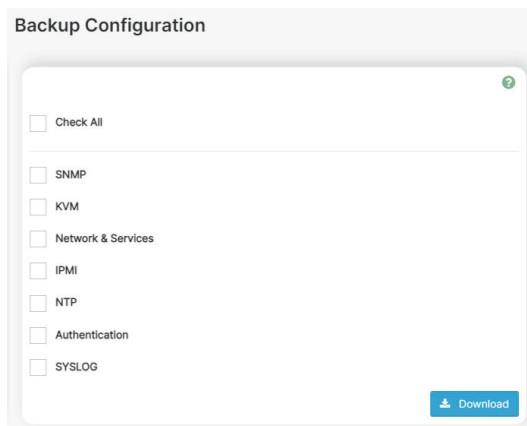 Backup Configuration
?
Check All
SNMP
KVM
Network & Services
IPMI
NTP
Authentication
SYSLOG
Download